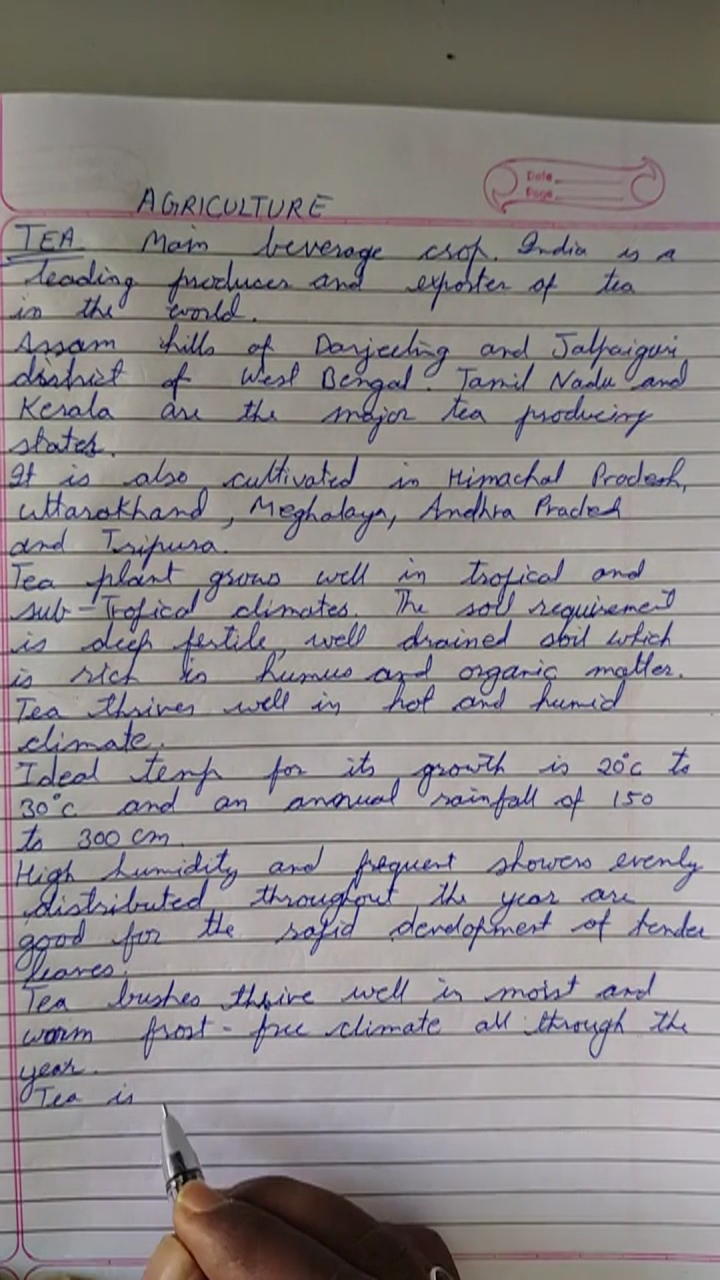 Date
Page
AGRICULTURE
TEA Main beverage crop. India is a
leading producer and exporter of tea
in the world.
Assam hills of Darjeeling and Jalpaiguri
district of West Bengal. Tamil Nadu and
Kerala are the major tea producing
states.
It is also cultivated in Himachal Pradesh,
Uttarakhand, Meghalaya, Andhra Pradesh
and Tripura.
Tea plant grows well in tropical and
sub-Tropical climates. The soil requirement
is deep fertile, well drained soil which
is rich in humus and organic matter.
Tea thrives well in hot and humid
climate.
Ideal temp for its growth is 20°C to
30°C and an annual rainfall of 150
to 300 cm.
High humidity and frequent showers evenly
distributed throughout the year are
good for the rapid development of tender
leaves.
Tea bushes thrive well in moist and
warm frost-free climate all through the
year.
Tea is